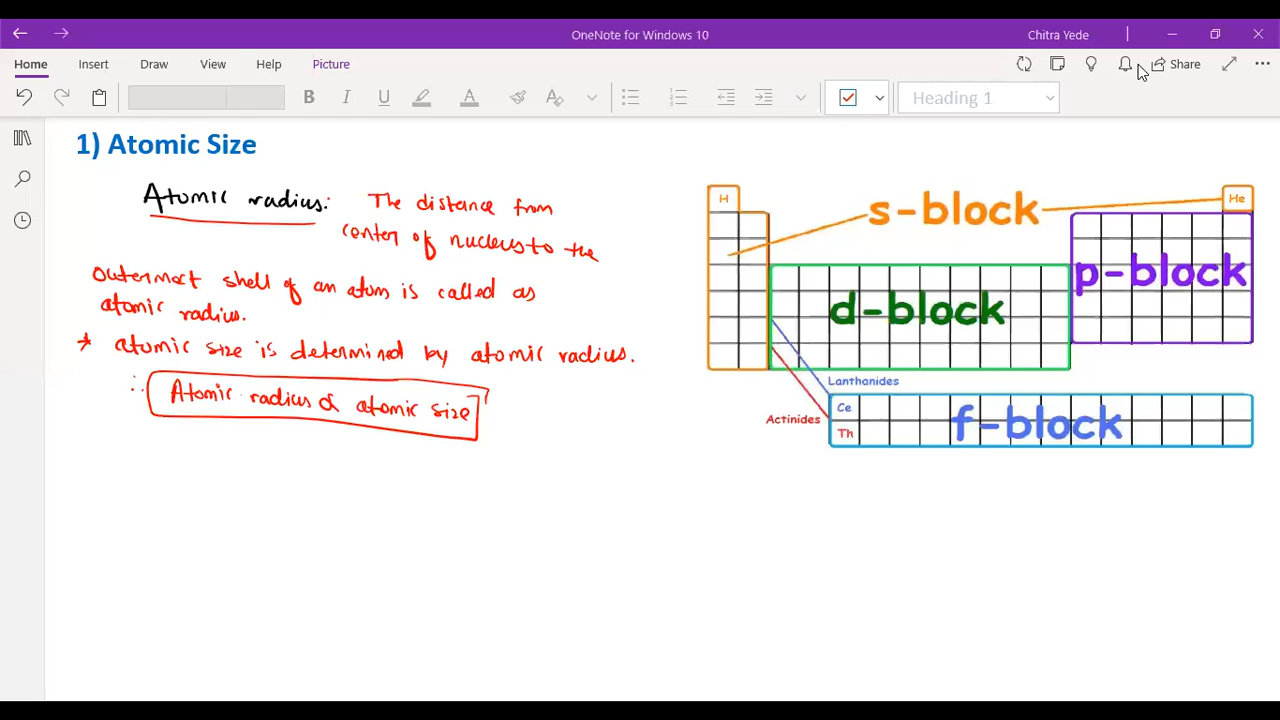 OneNote for Windows 10
Chitra Yede
Home Insert Draw View Help Picture
Share
B I U A
Heading 1
1) Atomic Size
Atomic radius: The distance from
center of nucleus to the
outermost shell of an atom is called as
atomic radius.
* atomic size is determined by atomic radius.
∴ Atomic radius α atomic size
H
s-block
He
p-block
d-block
Lanthanides
Actinides
Ce
Th
f-block